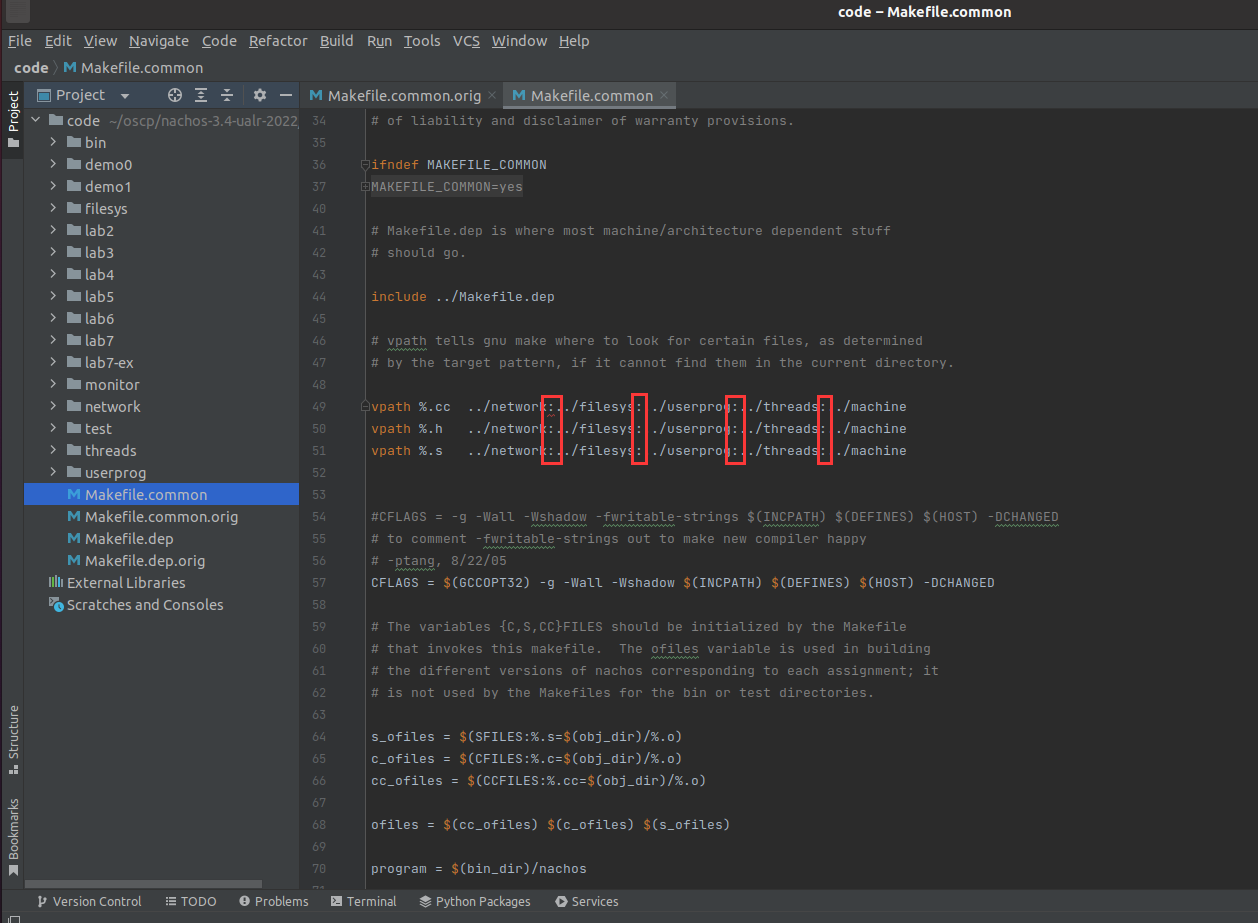 code – Makefile.common
File Edit View Navigate Code Refactor Build Run Tools VCS Window Help
code Makefile.common
Project
Project
Makefile.common.orig
Makefile.common
code ~/oscp/nachos-3.4-ualr-2022
bin
demo0
demo1
filesys
lab2
lab3
lab4
lab5
lab6
lab7
lab7-ex
monitor
network
test
threads
userprog
Makefile.common
Makefile.common.orig
Makefile.dep
Makefile.dep.orig
External Libraries
Scratches and Consoles
Structure
Bookmarks
34 # of liability and disclaimer of warranty provisions.
35
36 ifndef MAKEFILE_COMMON
37 MAKEFILE_COMMON=yes
40
41 # Makefile.dep is where most machine/architecture dependent stuff
42 # should go.
43
44 include ../Makefile.dep
45
46 # vpath tells gnu make where to look for certain files, as determined
47 # by the target pattern, if it cannot find them in the current directory.
48
49 vpath %.cc ../network:../filesys:../userprog:../threads:../machine
50 vpath %.h ../network:../filesys:../userprog:../threads:../machine
51 vpath %.s ../network:../filesys:../userprog:../threads:../machine
52
53
54 #CFLAGS = -g -Wall -Wshadow -fwritable-strings $(INCPATH) $(DEFINES) $(HOST) -DCHANGED
55 # to comment -fwritable-strings out to make new compiler happy
56 # -ptang, 8/22/05
57 CFLAGS = $(GCCOPT32) -g -Wall -Wshadow $(INCPATH) $(DEFINES) $(HOST) -DCHANGED
58
59 # The variables {C,S,CC}FILES should be initialized by the Makefile
60 # that invokes this makefile.  The ofiles variable is used in building
61 # the different versions of nachos corresponding to each assignment; it
62 # is not used by the Makefiles for the bin or test directories.
63
64 s_ofiles = $(SFILES:%.s=$(obj_dir)/%.o)
65 c_ofiles = $(CFILES:%.c=$(obj_dir)/%.o)
66 cc_ofiles = $(CCFILES:%.cc=$(obj_dir)/%.o)
67
68 ofiles = $(cc_ofiles) $(c_ofiles) $(s_ofiles)
69
70 program = $(bin_dir)/nachos
Version Control TODO Problems Terminal Python Packages Services